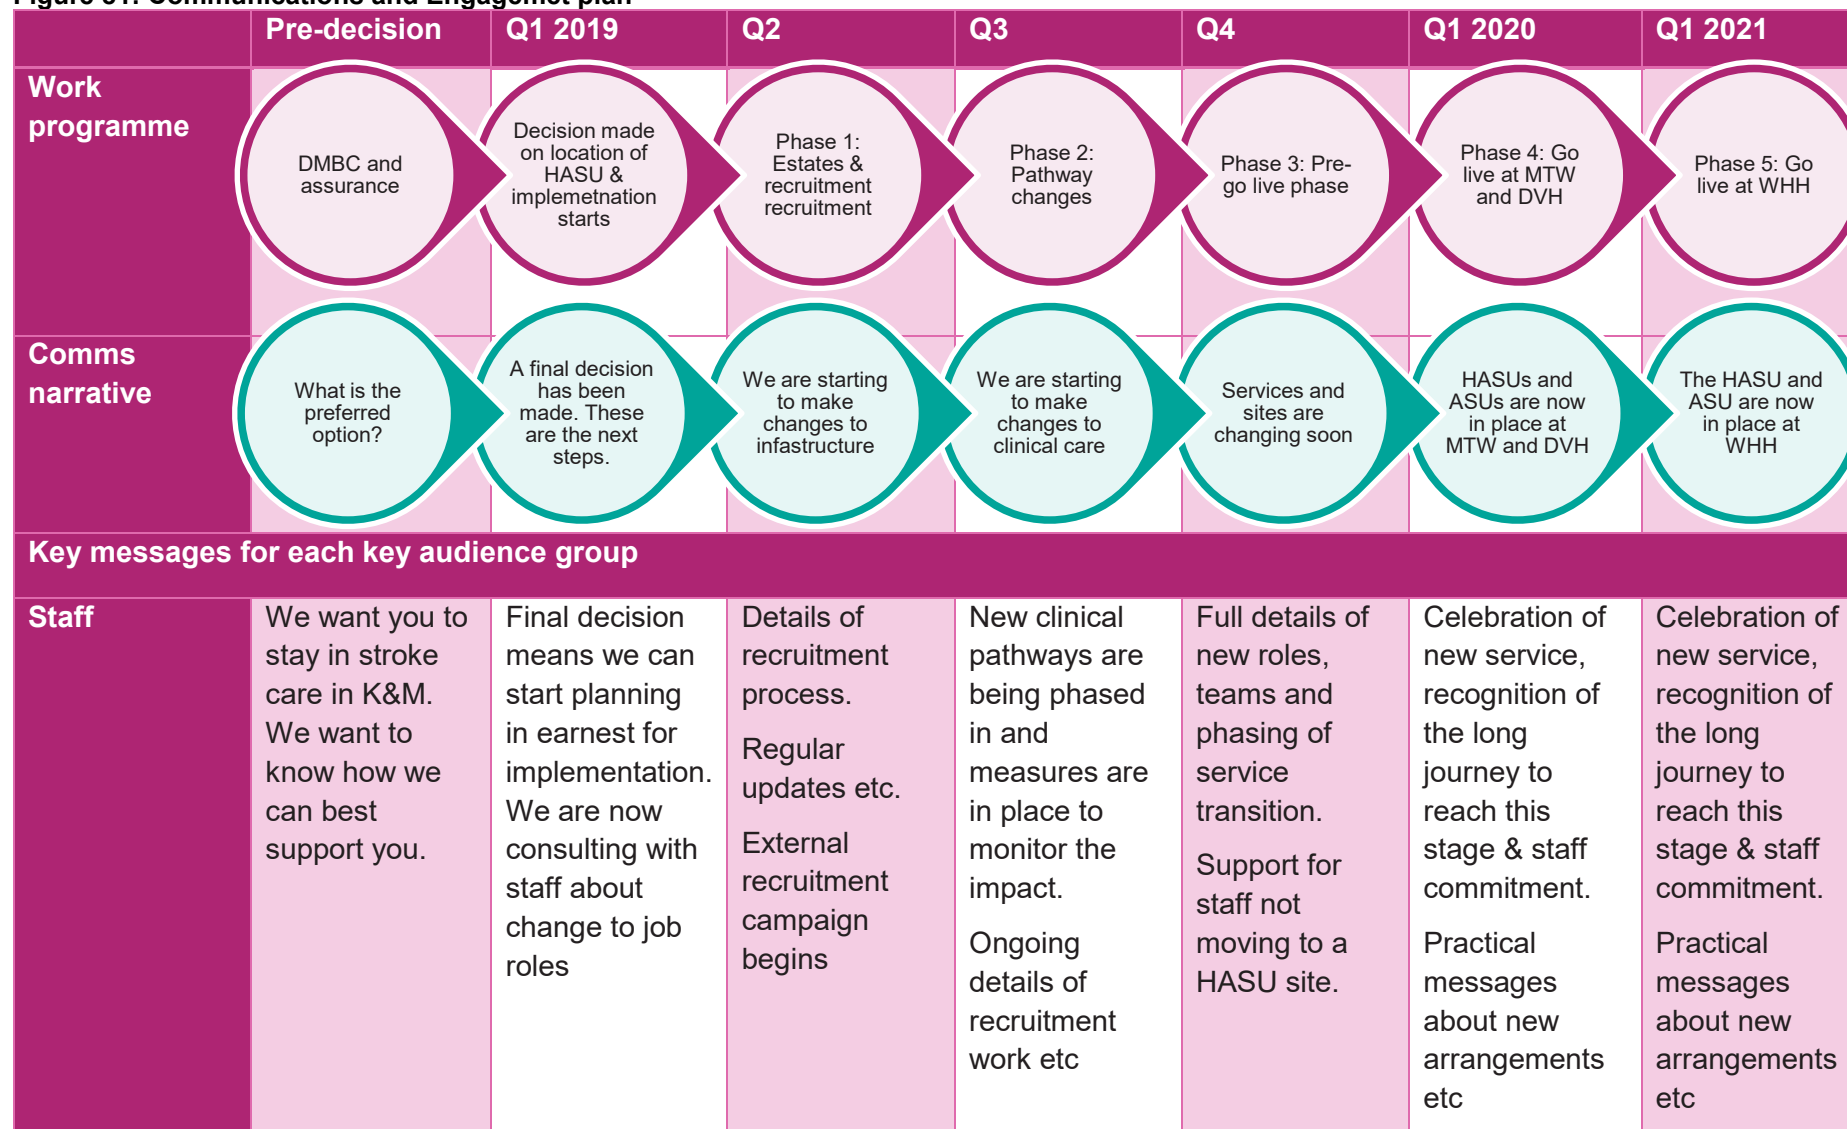 Figure 31: Communications and Engagemet plan
Pre-decision
Q1 2019
Q2
Q3
Q4
Q1 2020
Q1 2021
Work
programme
DMBC and
assurance
Decision made
on location of
HASU &
implemetnation
starts
Phase 1:
Estates &
recruitment
recruitment
Phase 2:
Pathway
changes
Phase 3: Pre-
go live phase
Phase 4: Go
live at MTW
and DVH
Phase 5: Go
live at WHH
Comms
narrative
What is the
preferred
option?
A final decision
has been
made. These
are the next
steps.
We are starting
to make
changes to
infastructure
We are starting
to make
changes to
clinical care
Services and
sites are
changing soon
HASUs and
ASUs are now
in place at
MTW and DVH
The HASU and
ASU are now
in place at
WHH
Key messages for each key audience group
Staff
We want you to
stay in stroke
care in K&M.
We want to
know how we
can best
support you.
Final decision
means we can
start planning
in earnest for
implementation.
We are now
consulting with
staff about
change to job
roles
Details of
recruitment
process.
Regular
updates etc.
External
recruitment
campaign
begins
New clinical
pathways are
being phased
in and
measures are
in place to
monitor the
impact.
Ongoing
details of
recruitment
work etc
Full details of
new roles,
teams and
phasing of
service
transition.
Support for
staff not
moving to a
HASU site.
Celebration of
new service,
recognition of
the long
journey to
reach this
stage & staff
commitment.
Practical
messages
about new
arrangements
etc
Celebration of
new service,
recognition of
the long
journey to
reach this
stage & staff
commitment.
Practical
messages
about new
arrangements
etc